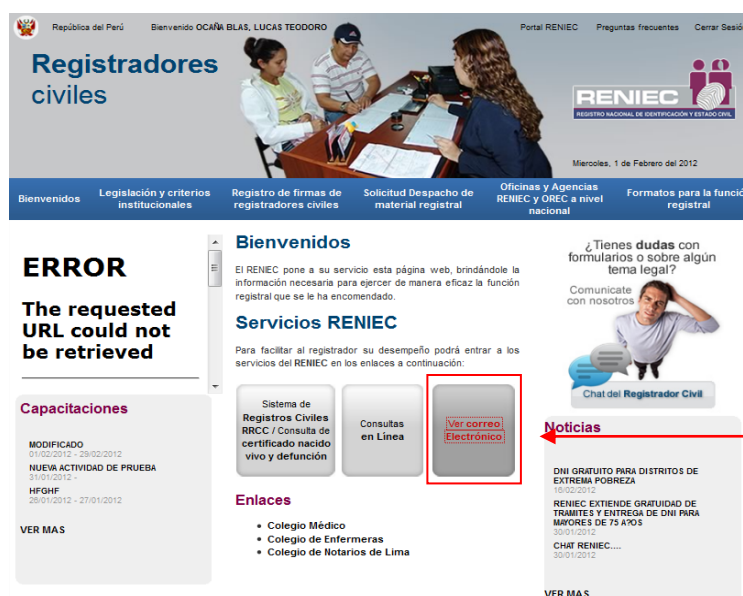 República del Perú
Bienvenido OCAÑA BLAS, LUCAS TEODORO
Portal RENIEC
Preguntas frecuentes
Cerrar Sesió
Registradores
civiles
RENIEC
REGISTRO NACIONAL DE IDENTIFICACIÓN Y ESTADO CIVIL
Miercoles, 1 de Febrero del 2012
Bienvenidos
Legislación y criterios
institucionales
Registro de firmas de
registradores civiles
Solicitud Despacho de
material registral
Oficinas y Agencias
RENIEC y OREC a nivel
nacional
Formatos para la funció
registral
ERROR
The requested
URL could not
be retrieved
Capacitaciones
MODIFICADO
01/02/2012 - 29/02/2012
NUEVA ACTIVIDAD DE PRUEBA
31/01/2012 -
HFGHF
26/01/2012 - 27/01/2012
VER MAS
Bienvenidos
El RENIEC pone a su servicio esta página web, brindándole la
información necesaria para ejercer de manera eficaz la función
registral que se le ha encomendado.
Servicios RENIEC
Para facilitar al registrador su desempeño podrá entrar a los
servicios del RENIEC en los enlaces a continuación:
Sistema de
Registros Civiles
RRCC / Consulta de
certificado nacido
vivo y defunción
Consultas
en Línea
Ver correo
Electrónico
Enlaces
• Colegio Médico
• Colegio de Enfermeras
• Colegio de Notarios de Lima
¿Tienes dudas con
formularios o sobre algún
tema legal?
Comunicate
con nosotros
Chat del Registrador Civil
Noticias
DNI GRATUITO PARA DISTRITOS DE
EXTREMA POBREZA
16/02/2012
RENIEC EXTIENDE GRATUIDAD DE
TRAMITES Y ENTREGA DE DNI PARA
MAYORES DE 75 A?OS
30/01/2012
CHAT RENIEC....
30/01/2012
VER MAS